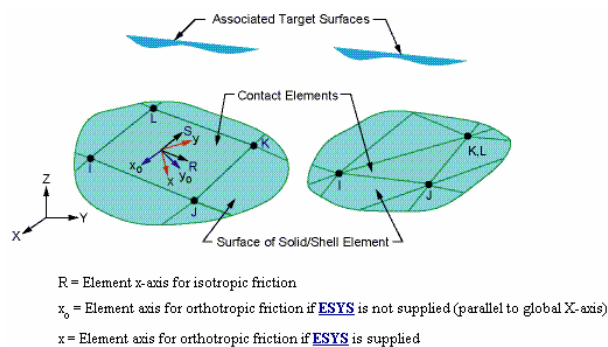 Associated Target Surfaces
Contact Elements
L
S
y
K
I
x₀
R
y₀
x
J
K,L
I
J
Z
Y
X
Surface of Solid/Shell Element
R = Element x-axis for isotropic friction
x₀ = Element axis for orthotropic friction if ESYS is not supplied (parallel to global X-axis)
x = Element axis for orthotropic friction if ESYS is supplied